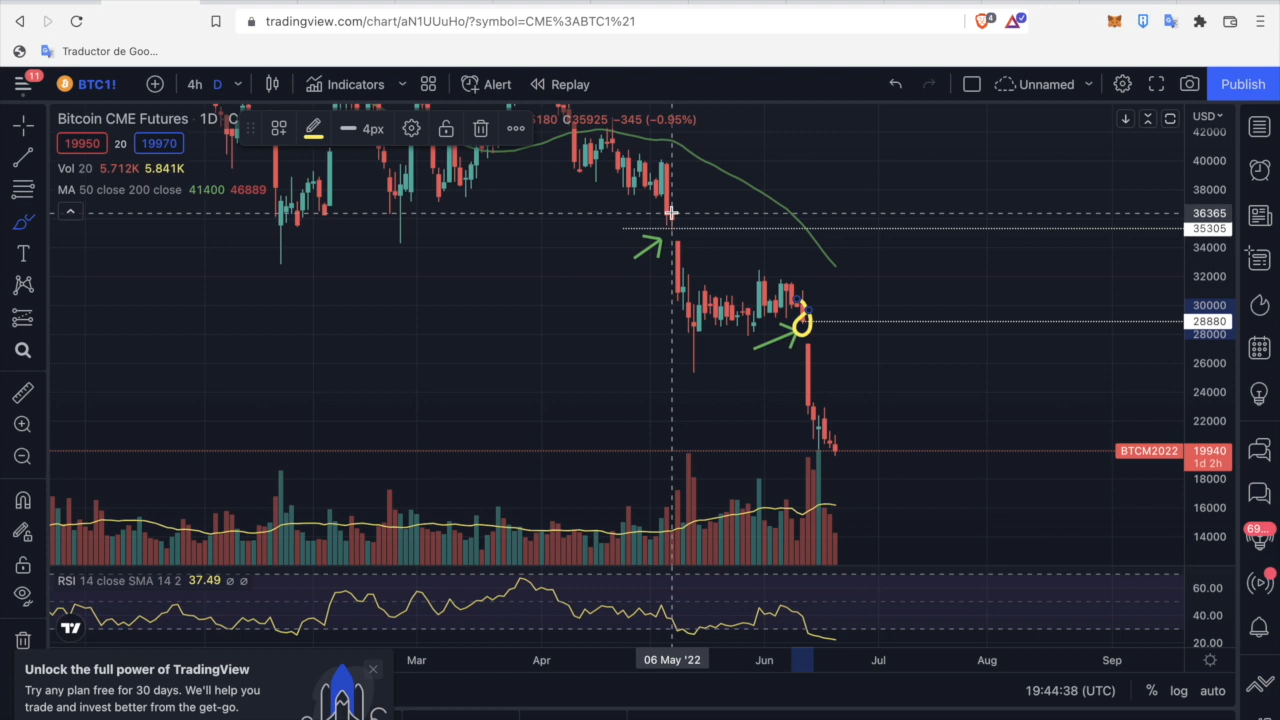 tradingview.com/chart/aN1UUuHo/?symbol=CME%3ABTC1%21
4
Traductor de Goo...
11
BTC1!
4h D
Indicators
Alert
Replay
Unnamed
Publish
Bitcoin CME Futures 1D C
5180 C35925 −345 (−0.95%)
4px
USD
19950 20 19970
Vol 20 5.712K 5.841K
MA 50 close 200 close 41400 46889
42000
40000
38000
36365
35305
34000
32000
30000
28880
28000
26000
24000
22000
BTCM2022 19940
1d 2h
18000
16000
14000
69...
RSI 14 close SMA 14 2 37.49 ⌀ ⌀
60.00
40.00
20.00
Mar
Apr
06 May '22
Jun
Jul
Aug
Sep
Unlock the full power of TradingView
Try any plan free for 30 days. We'll help you
trade and invest better from the get-go.
19:44:38 (UTC)
% log auto